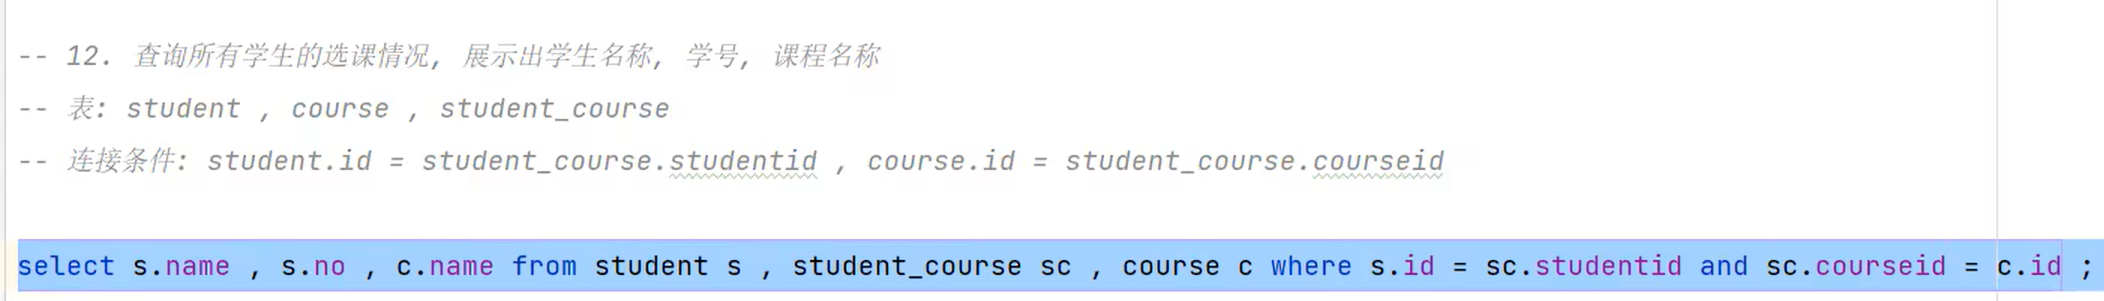 -- 12. 查询所有学生的选课情况, 展示出学生名称, 学号, 课程名称
-- 表: student , course , student_course
-- 连接条件: student.id = student_course.studentid , course.id = student_course.courseid
select s.name , s.no , c.name from student s , student_course sc , course c where s.id = sc.studentid and sc.courseid = c.id ;